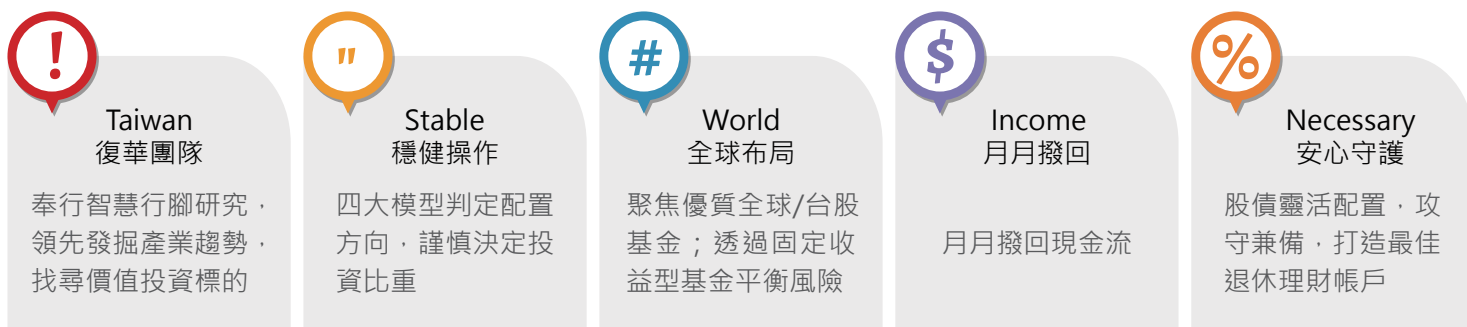 !
Taiwan
復華團隊
奉行智慧行腳研究，
領先發掘產業趨勢，
找尋價值投資標的
"
Stable
穩健操作
四大模型判定配置
方向，謹慎決定投
資比重
#
World
全球布局
聚焦優質全球/台股
基金；透過固定收
益型基金平衡風險
$
Income
月月撥回
月月撥回現金流
%
Necessary
安心守護
股債靈活配置，攻
守兼備，打造最佳
退休理財帳戶